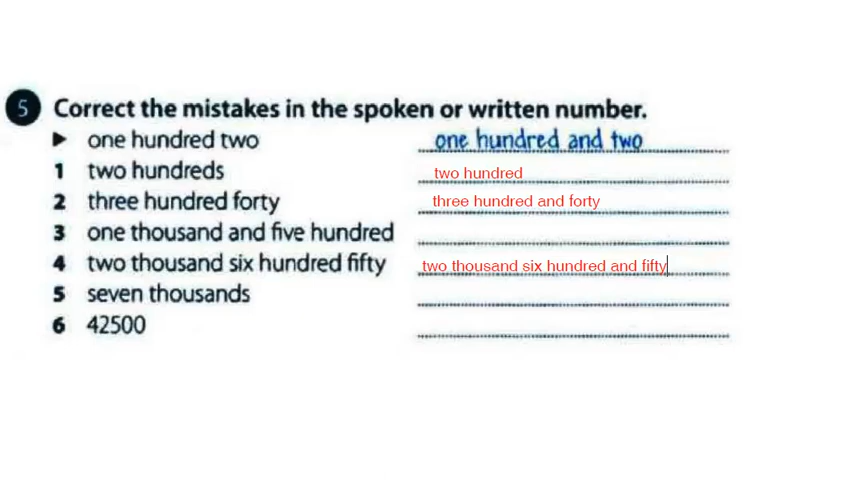 5 Correct the mistakes in the spoken or written number.
► one hundred two one hundred and two
1 two hundreds two hundred
2 three hundred forty three hundred and forty
3 one thousand and five hundred
4 two thousand six hundred fifty two thousand six hundred and fifty
5 seven thousands
6 42500